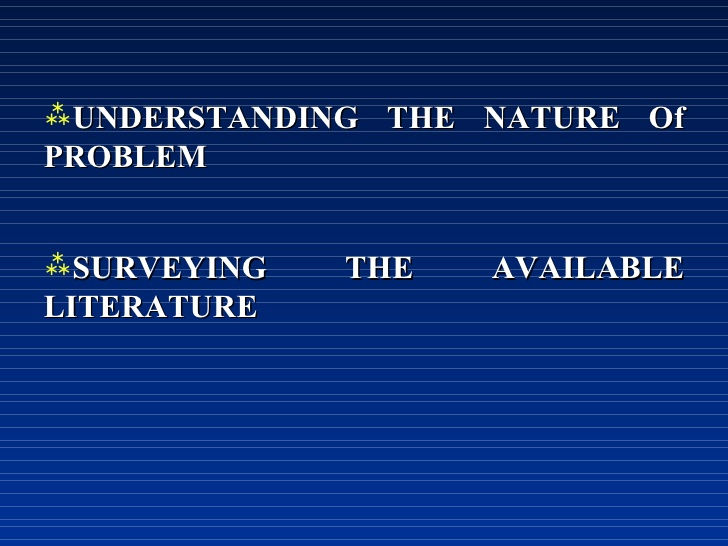 ⁂UNDERSTANDING THE NATURE Of
PROBLEM
⁂SURVEYING THE AVAILABLE
LITERATURE